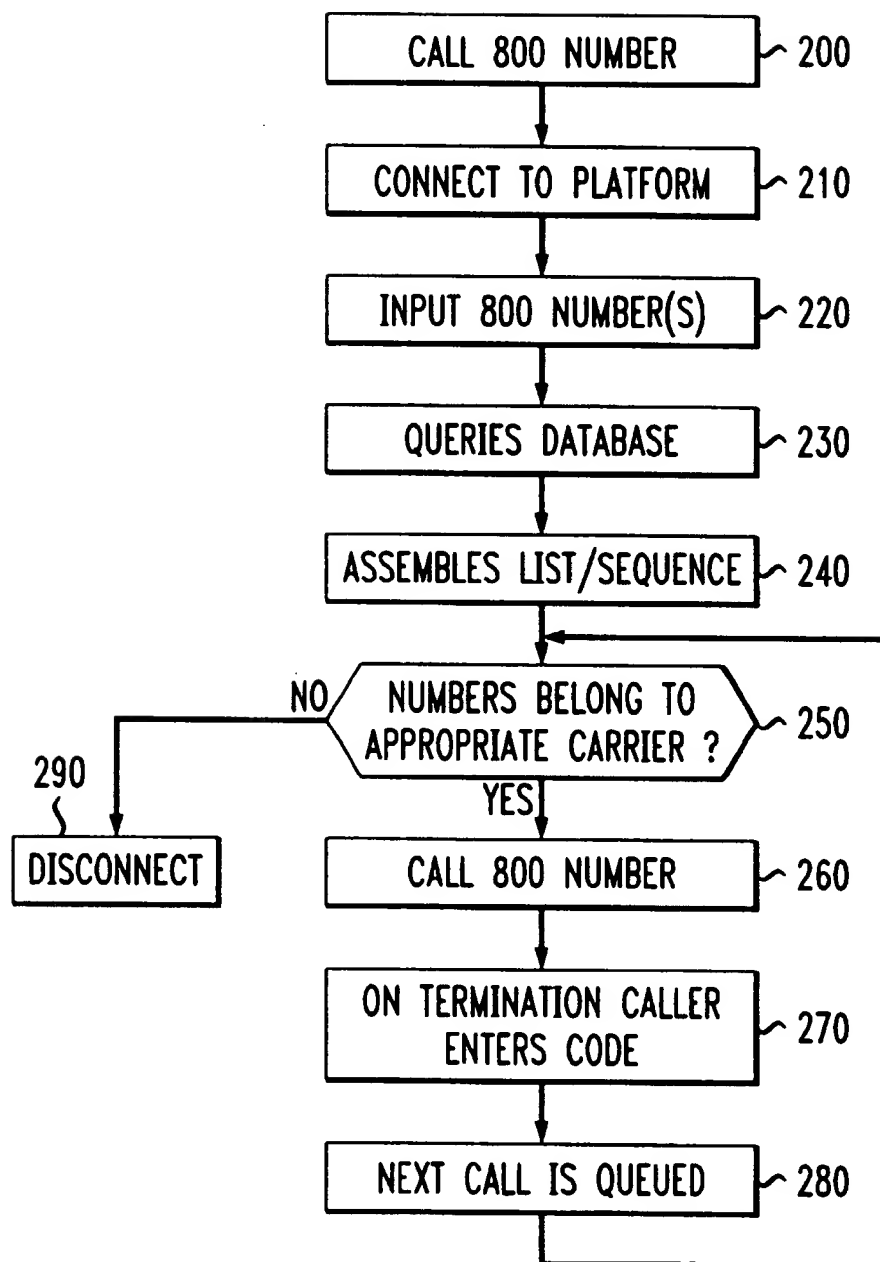 CALL 800 NUMBER 200
CONNECT TO PLATFORM 210
INPUT 800 NUMBER(S) 220
QUERIES DATABASE 230
ASSEMBLES LIST/SEQUENCE 240
NO
NUMBERS BELONG TO
APPROPRIATE CARRIER ? 250
YES
290
DISCONNECT
CALL 800 NUMBER 260
ON TERMINATION CALLER
ENTERS CODE 270
NEXT CALL IS QUEUED 280